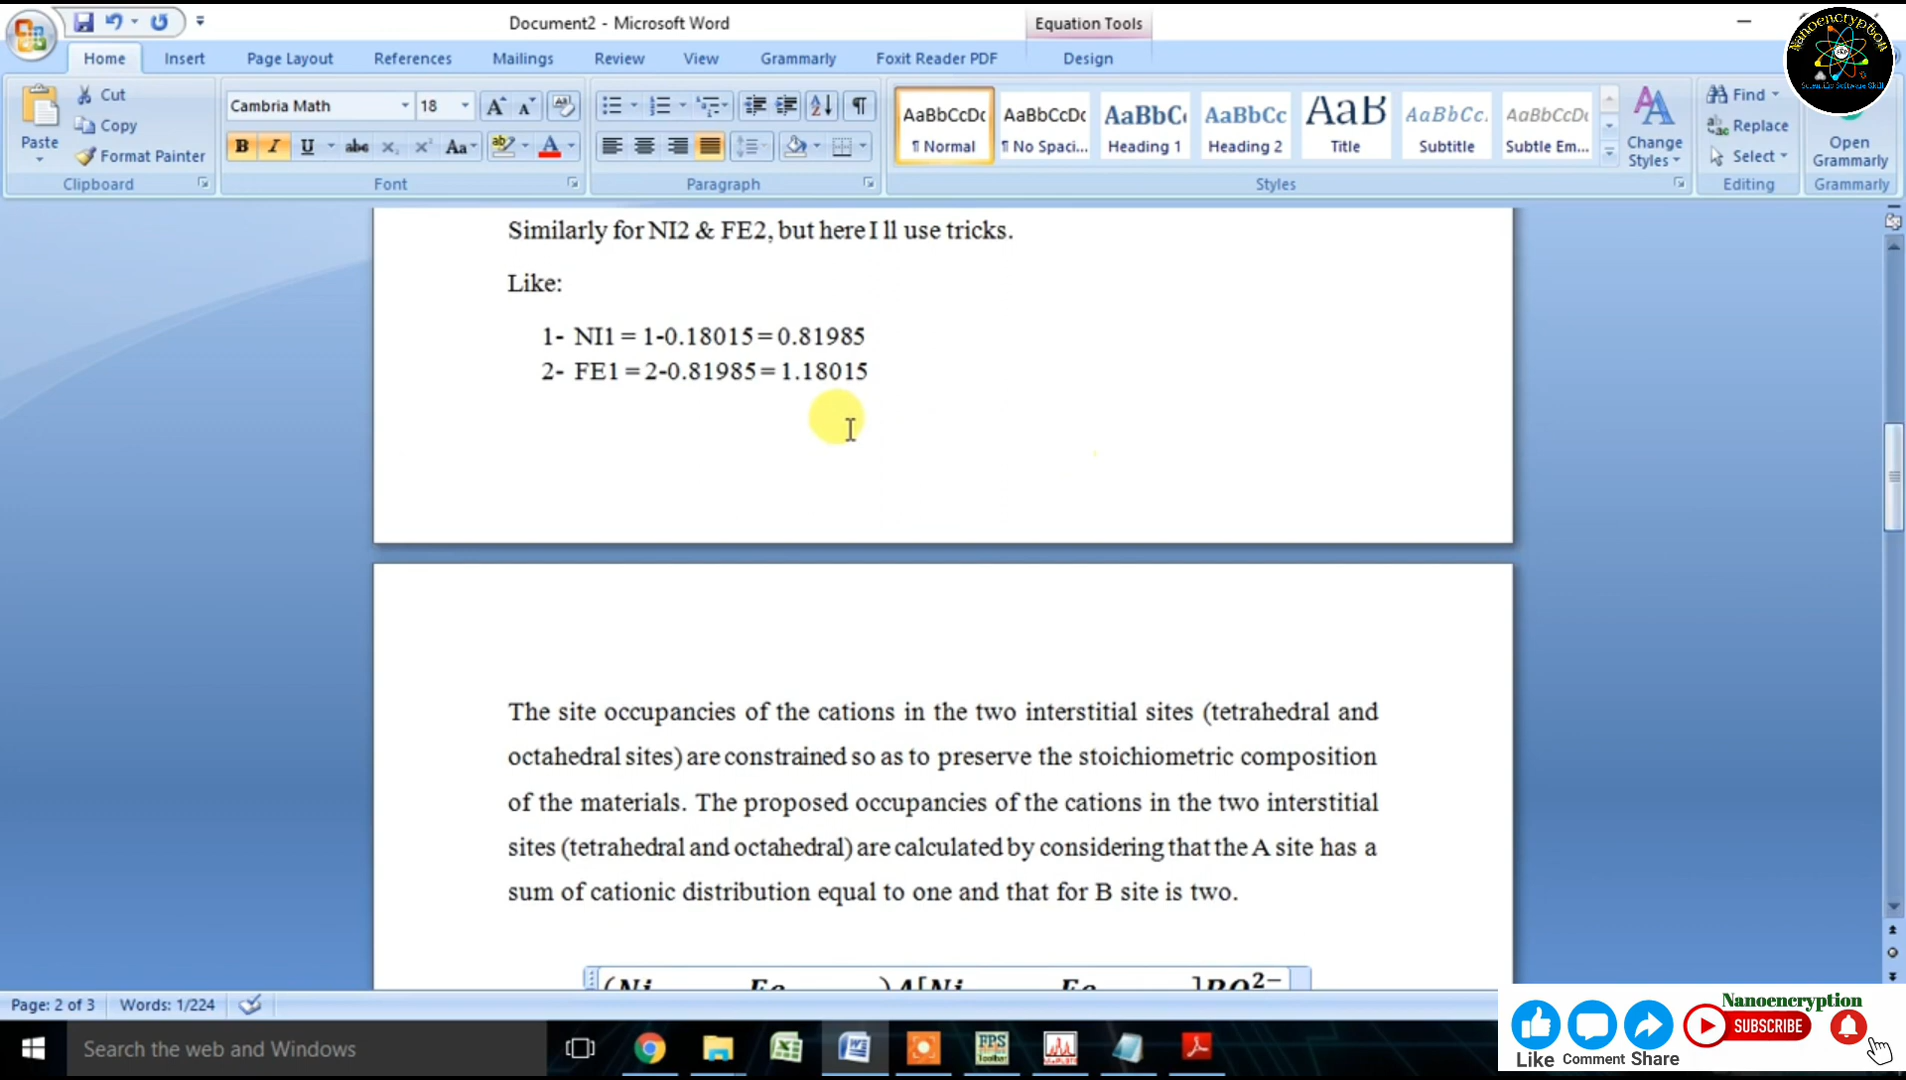 Document2 - Microsoft Word
Equation Tools
Nanoencryption
Home
Insert
Page Layout
References
Mailings
Review
View
Grammarly
Foxit Reader PDF
Design
Paste
Cut
Copy
Format Painter
Clipboard
Cambria Math
18
B I U abc
Aa
Font
Paragraph
AaBbCcDc
¶ Normal
AaBbCcDc
¶ No Spaci...
AaBbC
Heading 1
AaBbCc
Heading 2
AaB
Title
AaBbCc.
Subtitle
AaBbCcDc
Subtle Em...
Styles
Change
Styles
Find
Replace
Select
Editing
Open
Grammarly
Grammarly
Similarly for NI2 & FE2, but here I ll use tricks.
Like:
1- NI1 = 1-0.18015=0.81985
2- FE1 =2-0.81985=1.18015
The site occupancies of the cations in the two interstitial sites (tetrahedral and
octahedral sites) are constrained so as to preserve the stoichiometric composition
of the materials. The proposed occupancies of the cations in the two interstitial
sites (tetrahedral and octahedral) are calculated by considering that the A site has a
sum of cationic distribution equal to one and that for B site is two.
Page: 2 of 3
Words: 1/224
Nanoencryption
SUBSCRIBE
Like Comment Share
Search the web and Windows
FPS